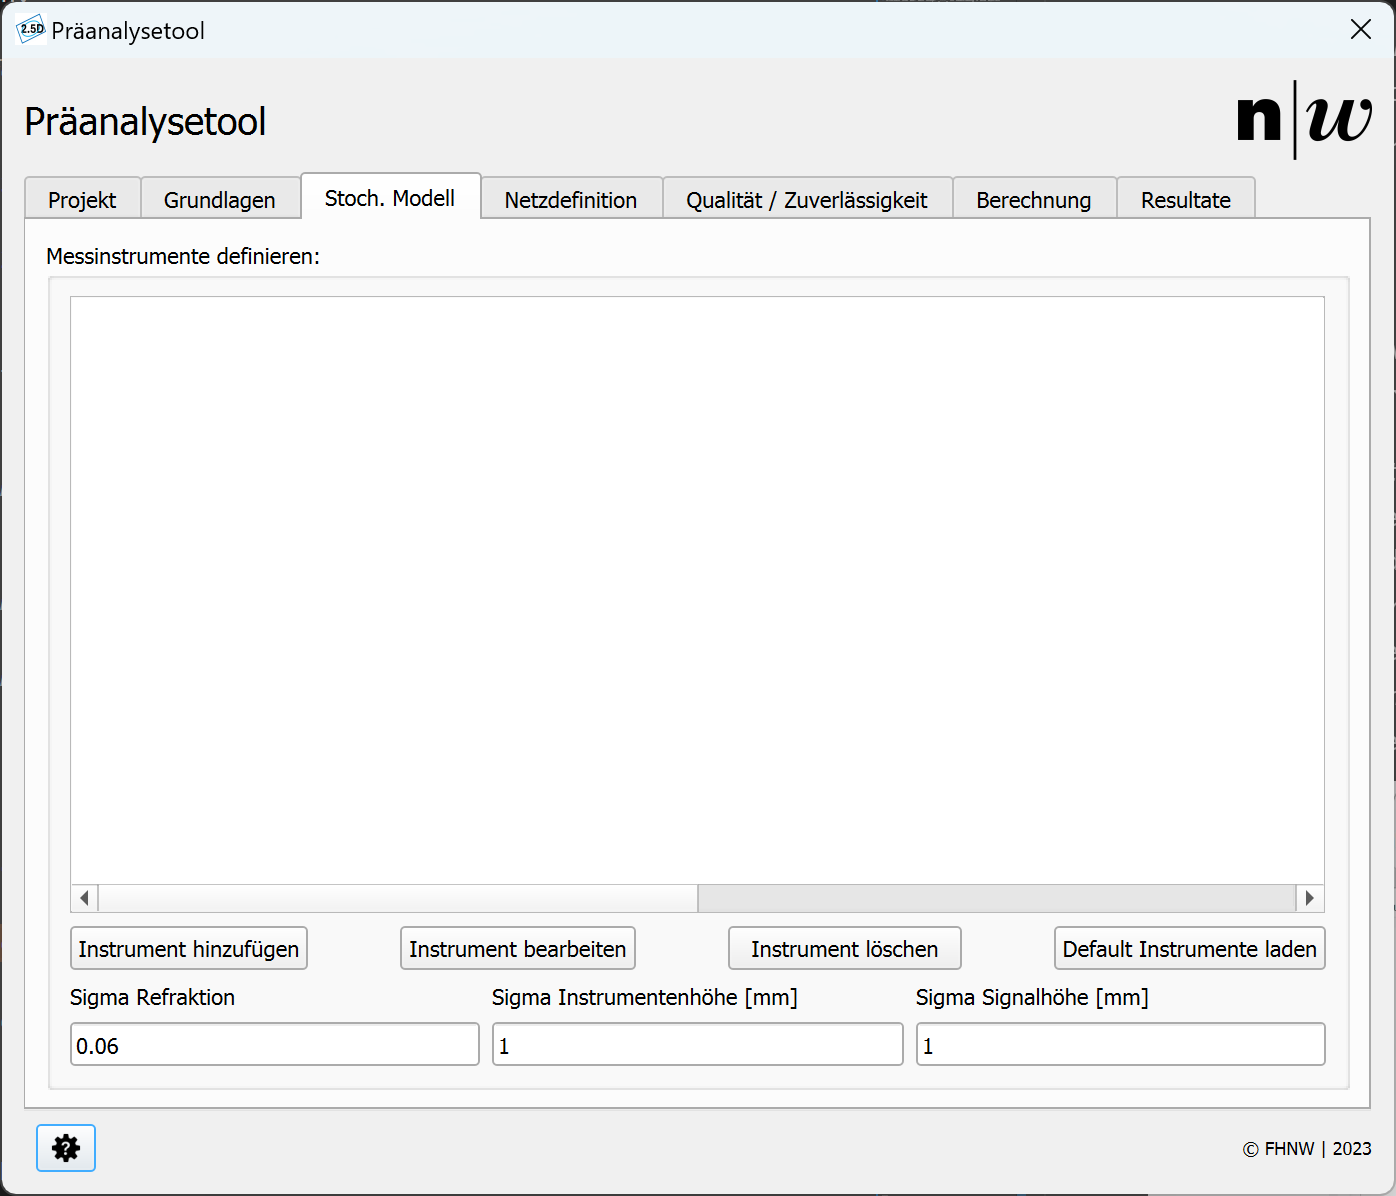 2.5D Präanalysetool
Präanalysetool
n|w
Projekt Grundlagen Stoch. Modell Netzdefinition Qualität / Zuverlässigkeit Berechnung Resultate
Messinstrumente definieren:
Instrument hinzufügen Instrument bearbeiten Instrument löschen Default Instrumente laden
Sigma Refraktion Sigma Instrumentenhöhe [mm] Sigma Signalhöhe [mm]
0.06 1 1
?
© FHNW | 2023